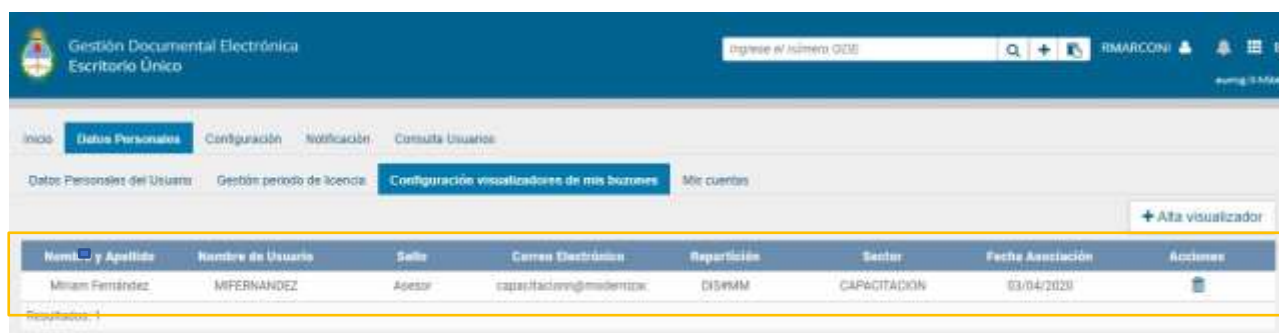 Gestión Documental Electrónica
Escritorio Único
Ingrese el número GDE
RMARCONI
Inicio Datos Personales Configuración Notificación Consulta Usuarios
Datos Personales del Usuario Gestión período de licencia Configuración visualizadores de mis buzones Mis cuentas
+ Alta visualizador
y Apellido Nombre de Usuario Sello Correo Electrónico Repartición Sector Fecha Asociación Acciones
Miriam Fernández MIFERNANDEZ Asesor DIS#MM CAPACITACION 03/04/2020
Resultados: 1